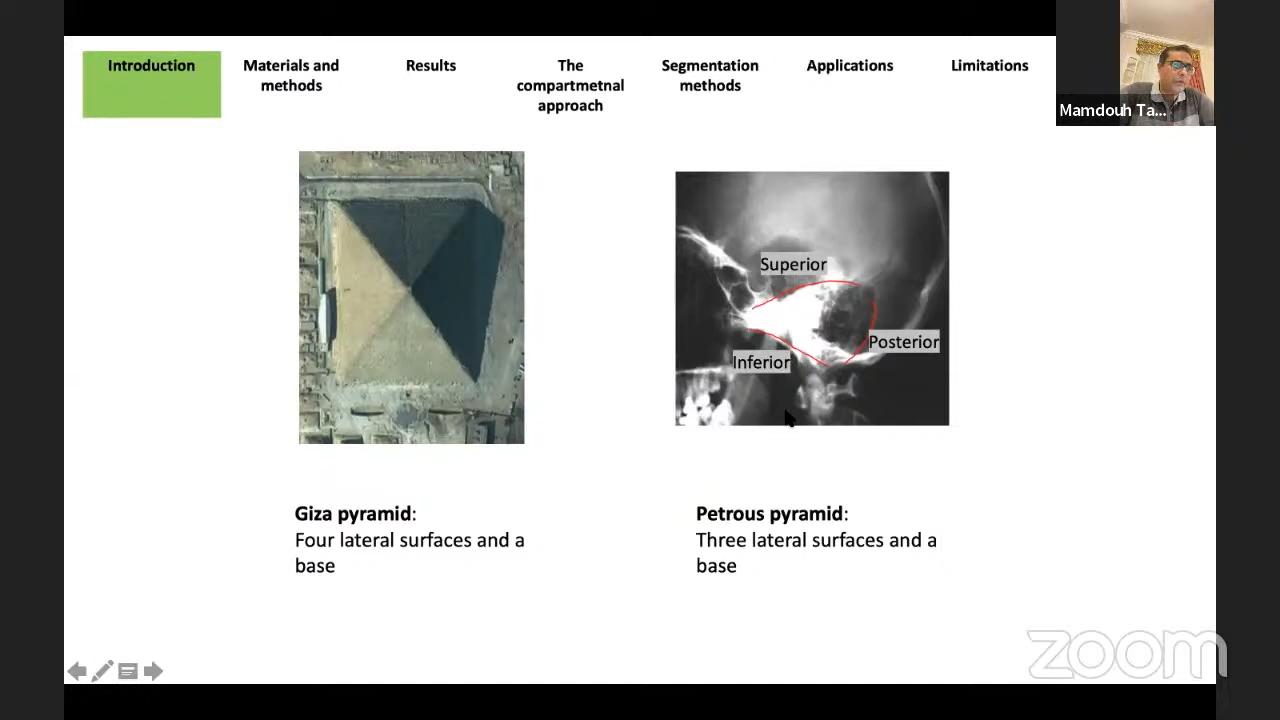 Introduction
Materials and
methods
Results
The
compartmetnal
approach
Segmentation
methods
Applications
Limitations
Mamdouh Ta...
Superior
Posterior
Inferior
Giza pyramid:
Four lateral surfaces and a
base
Petrous pyramid:
Three lateral surfaces and a
base
zoom